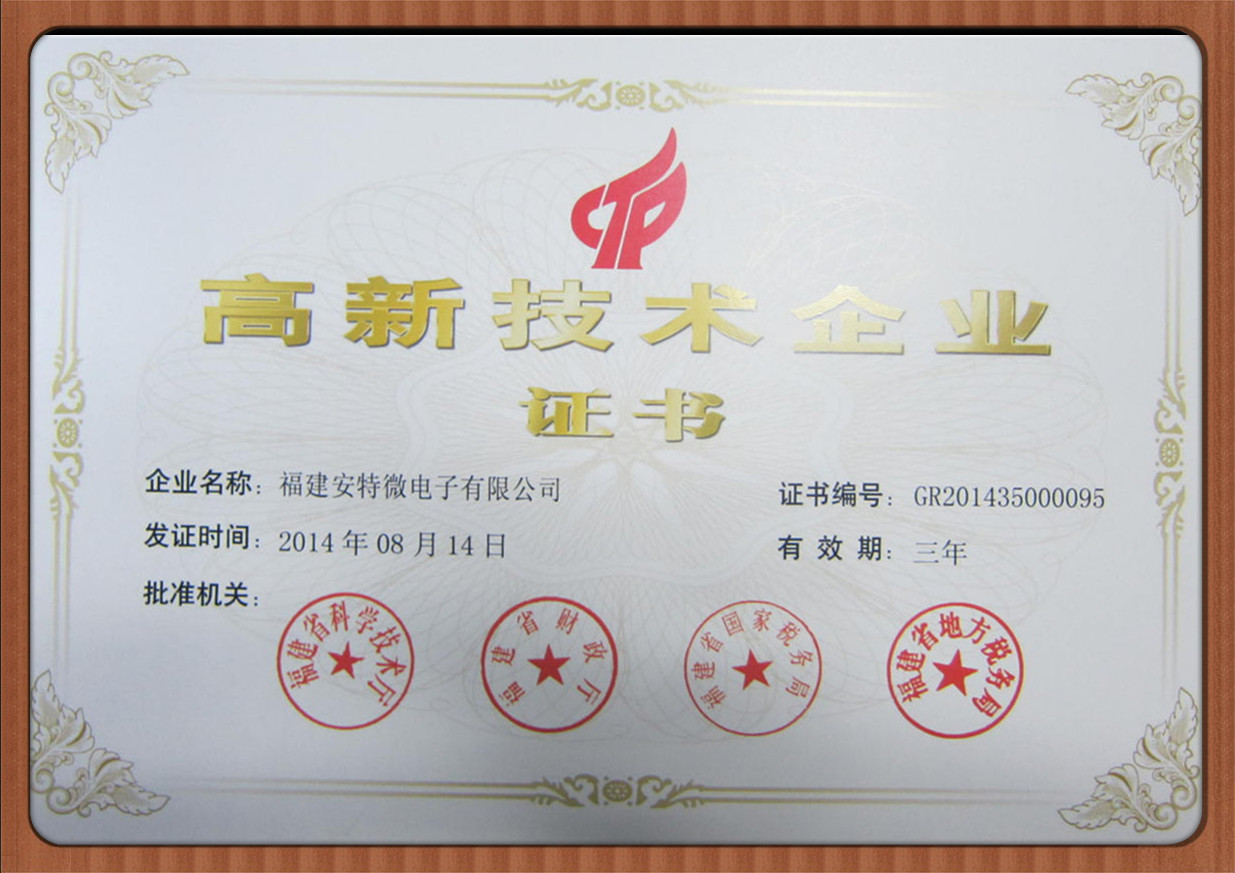 CTP
高新技术企业
证书
企业名称：福建安特微电子有限公司
证书编号：GR201435000095
发证时间：2014年08月14日
有效期：三年
批准机关：
福建省科学技术厅
福建省财政厅
福建省国家税务局
福建省地方税务局